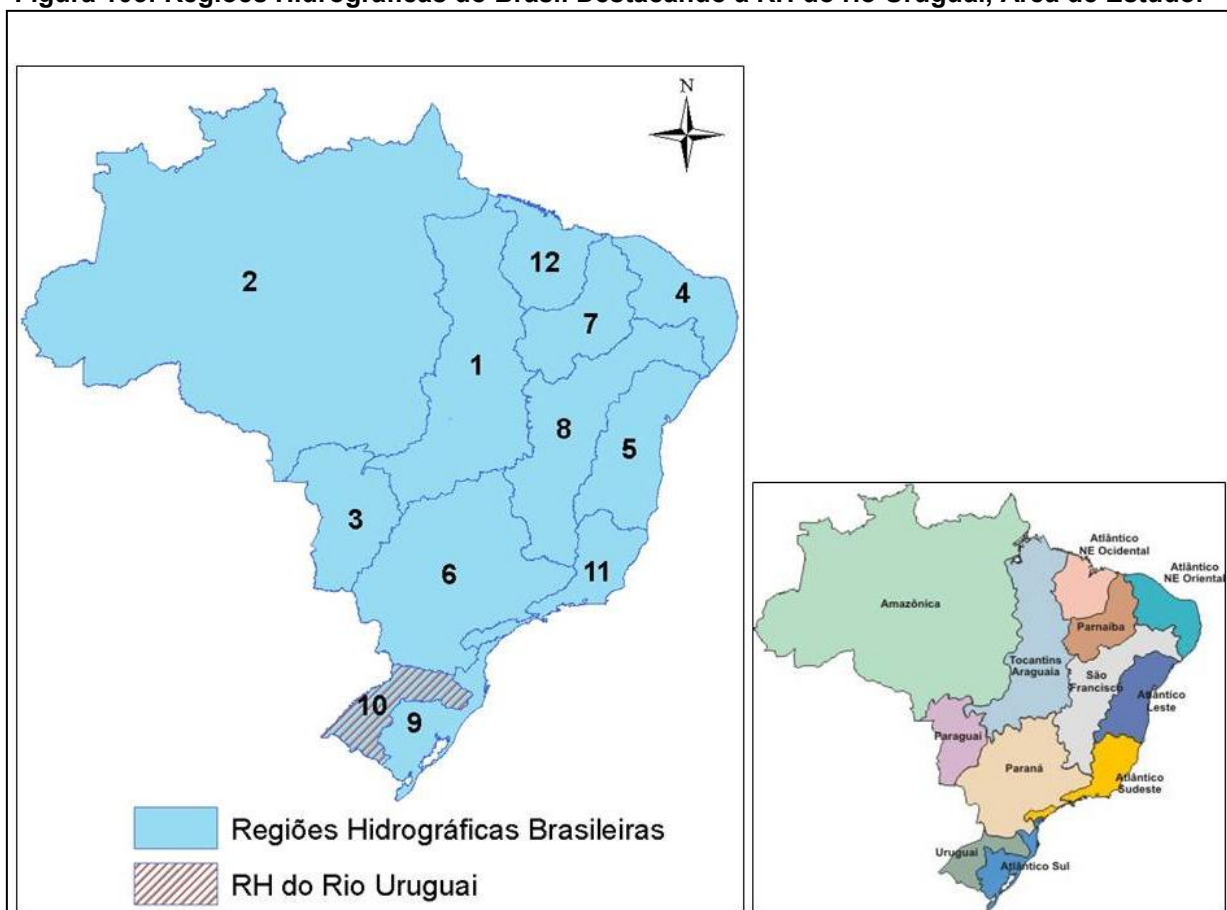 Figura 103: Regiões Hidrográficas do Brasil Destacando a RH do rio Uruguai, Área de Estudo.
N
2
12
4
7
1
8
5
3
6
11
10
9
Regiões Hidrográficas Brasileiras
RH do Rio Uruguai
Atlântico
NE Ocidental
Atlântico
NE Oriental
Amazônica
Parnaíba
Tocantins
Araguaia
São
Francisco
Atlântico
Leste
Paraguai
Paraná
Atlântico
Sudeste
Uruguai
Atlântico Sul